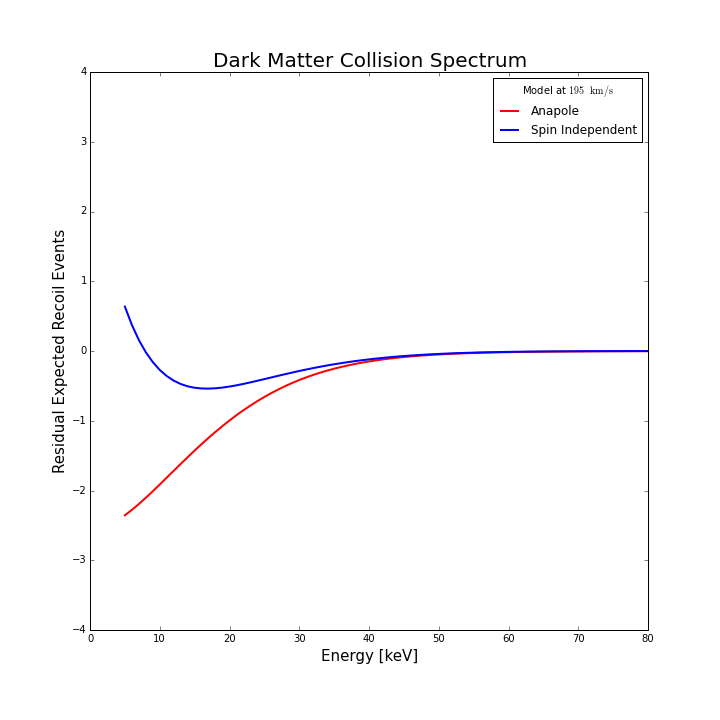 Dark Matter Collision Spectrum
Model at 195 km/s
Anapole
Spin Independent
Residual Expected Recoil Events
4
3
2
1
0
−1
−2
−3
−4
0 10 20 30 40 50 60 70 80
Energy [keV]